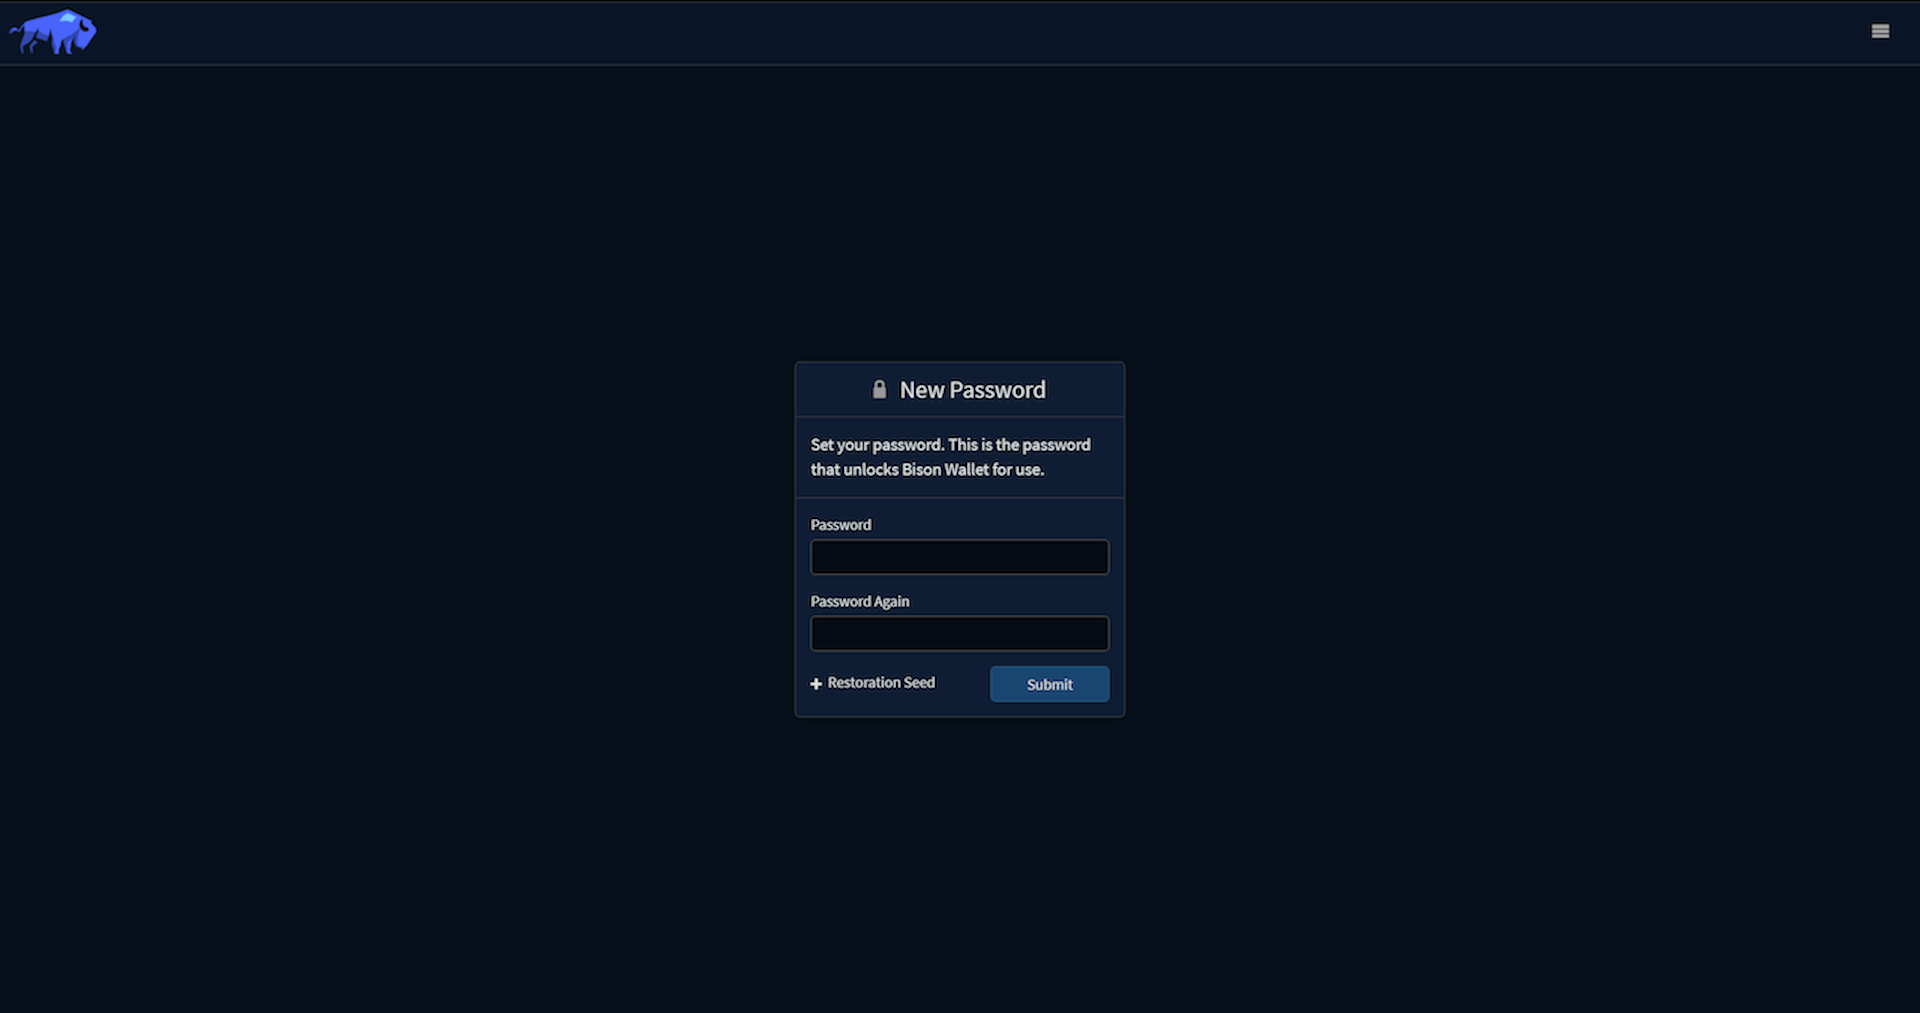 New Password
Set your password. This is the password
that unlocks Bison Wallet for use.
Password
Password Again
Restoration Seed
Submit